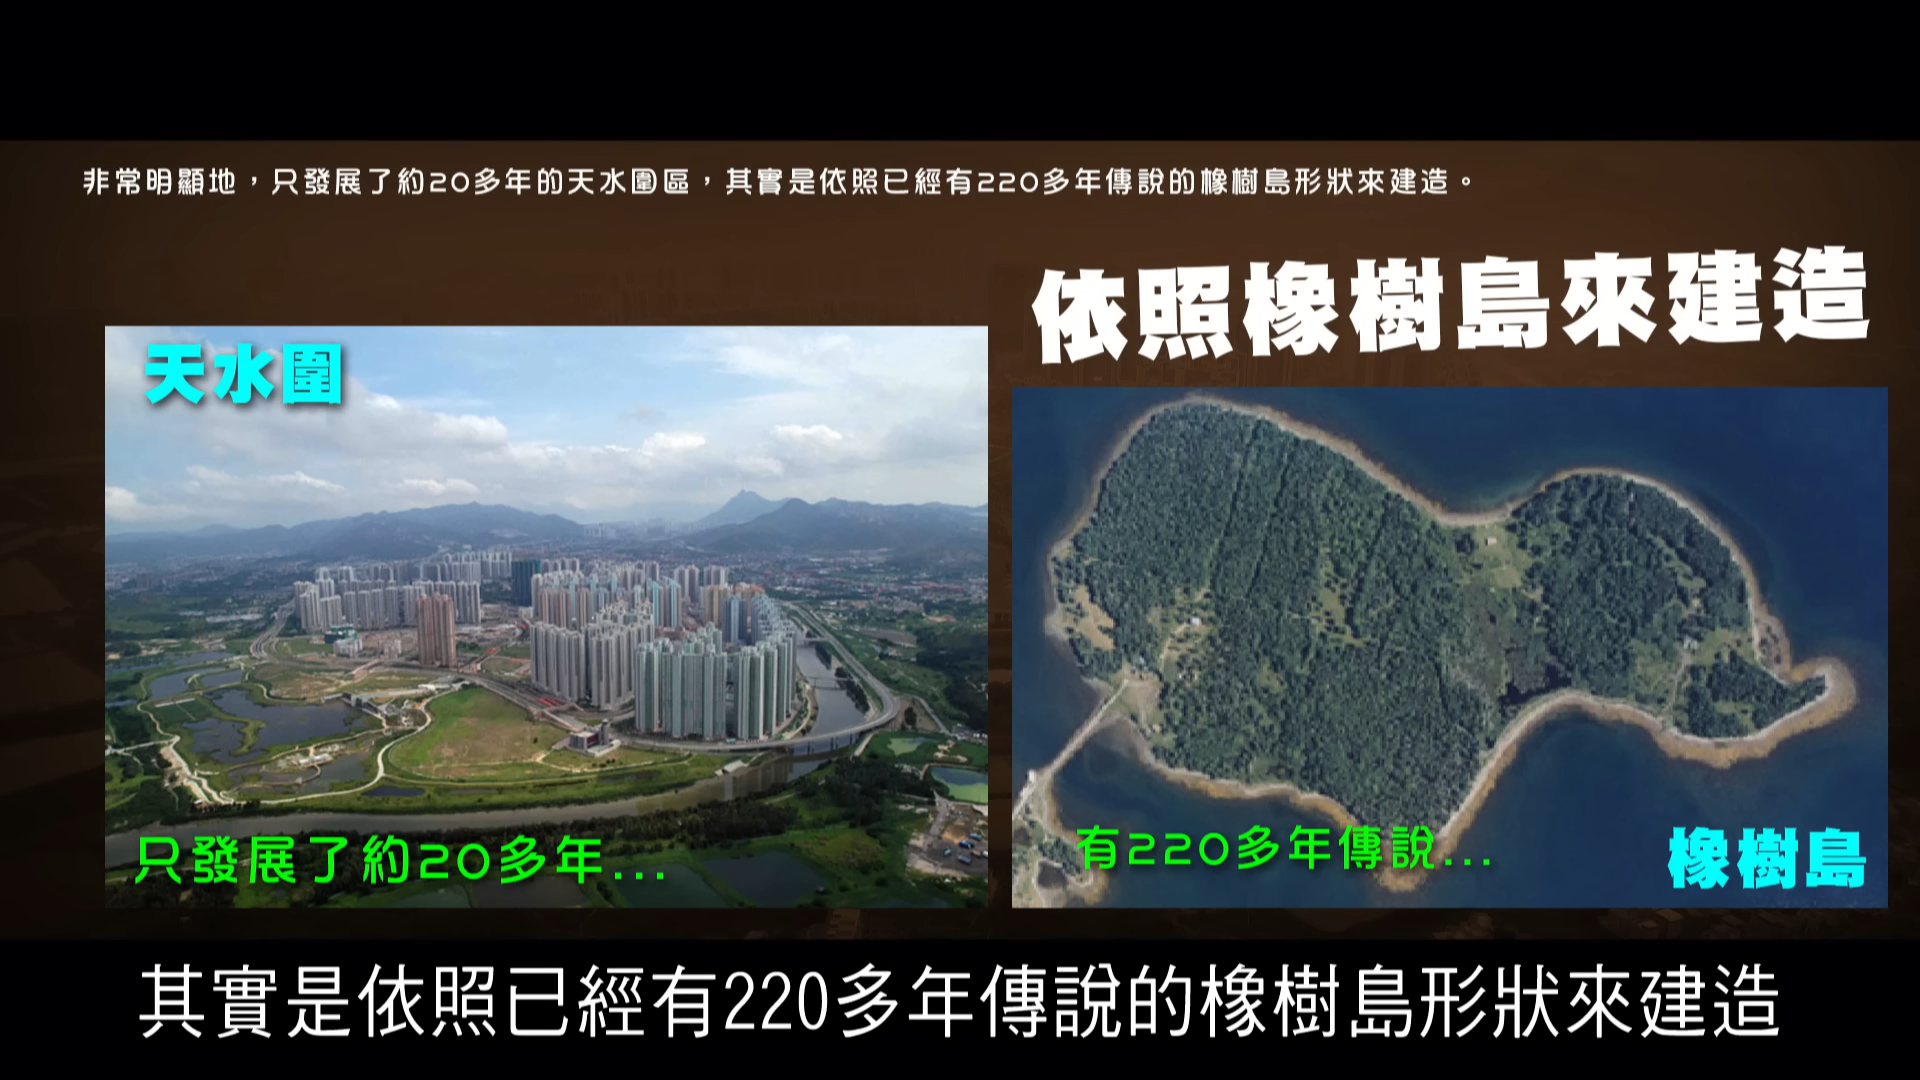 非常明顯地，只發展了約20多年的天水圍區，其實是依照已經有220多年傳說的橡樹島形狀來建造。
依照橡樹島來建造
天水圍
只發展了約20多年...
有220多年傳說...
橡樹島
其實是依照已經有220多年傳說的橡樹島形狀來建造